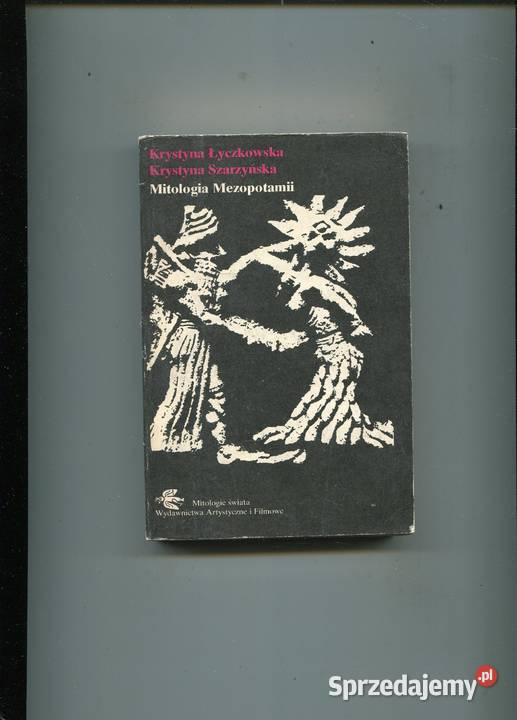 Krystyna Łyczkowska
Krystyna Szarzyńska
Mitologia Mezopotamii
Mitologie świata
Wydawnictwa Artystyczne i Filmowe
Sprzedajemy.pl